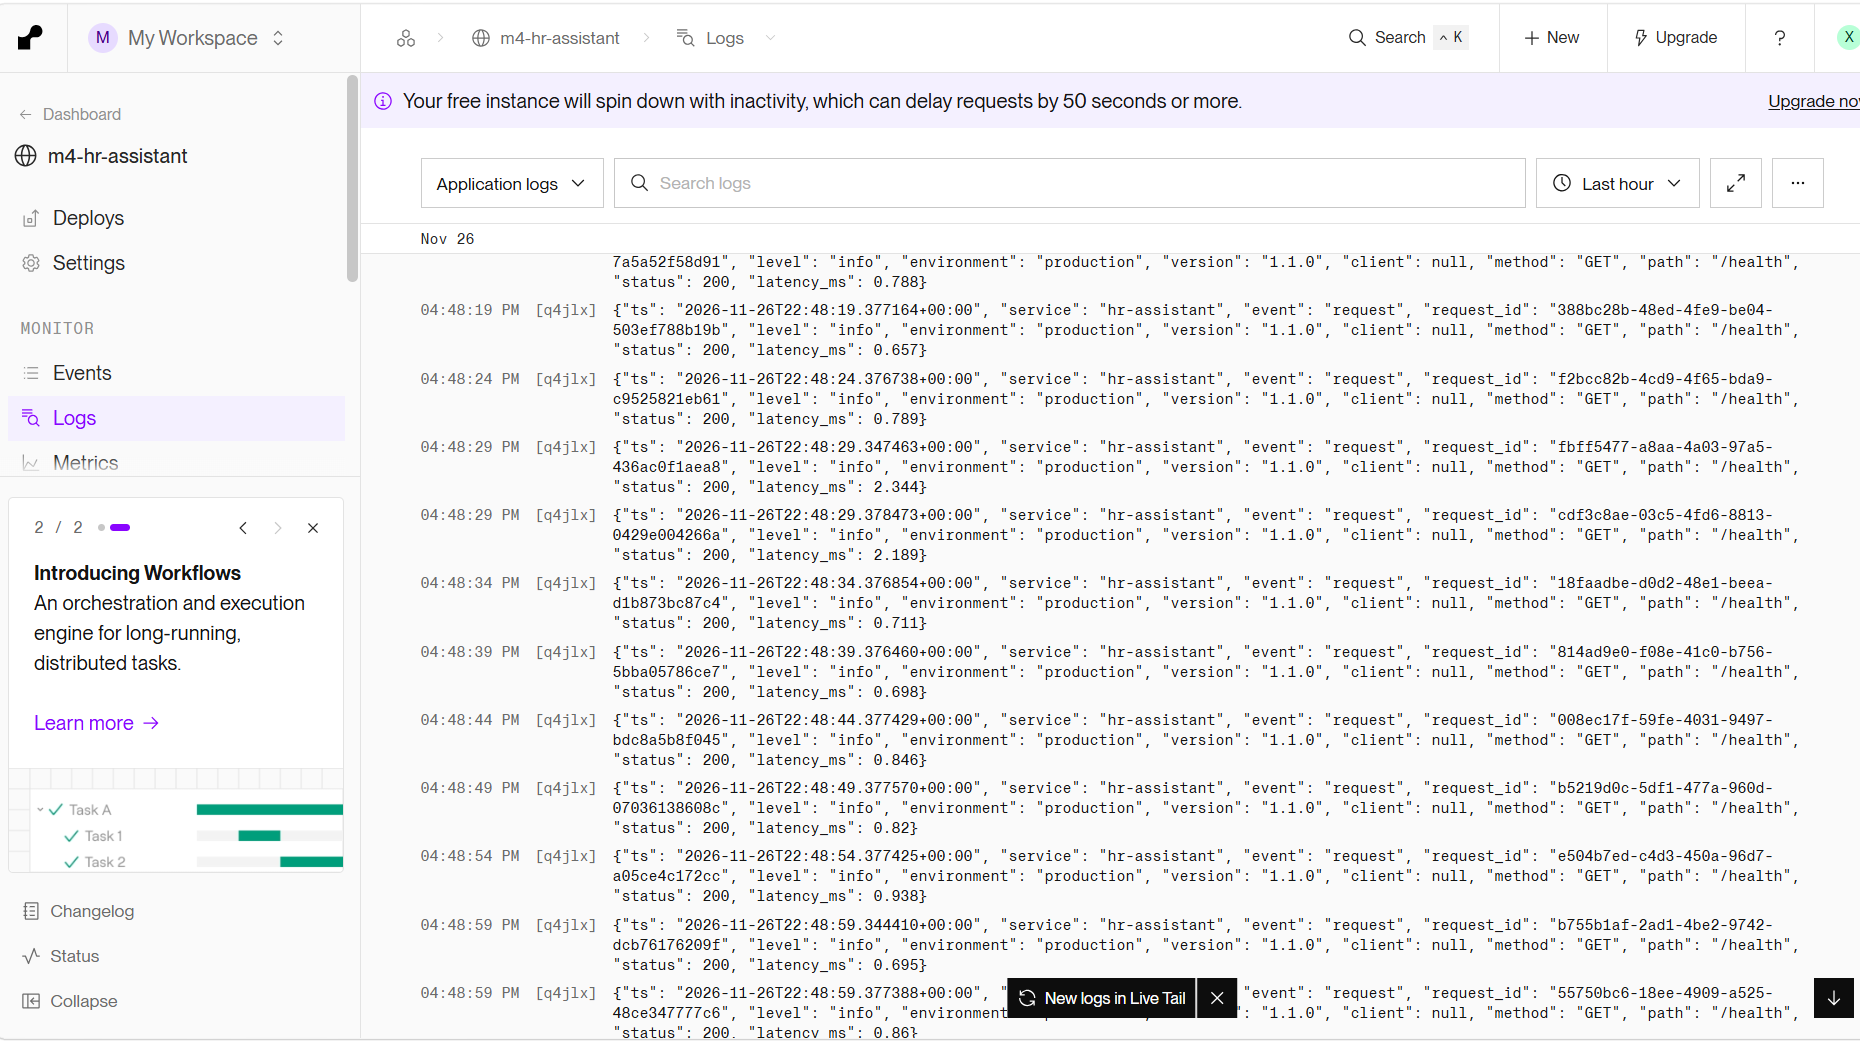 M My Workspace
m4-hr-assistant
Logs
Search ^ K
+ New
Upgrade
?
X
Your free instance will spin down with inactivity, which can delay requests by 50 seconds or more.
Upgrade no
← Dashboard
m4-hr-assistant
Deploys
Settings
MONITOR
Events
Logs
Metrics
2 / 2
Introducing Workflows
An orchestration and execution
engine for long-running,
distributed tasks.
Learn more →
Task A
Task 1
Task 2
Changelog
Status
Collapse
Application logs
Search logs
Last hour
...
Nov 26
7a5a52f58d91", "level": "info", "environment": "production", "version": "1.1.0", "client": null, "method": "GET", "path": "/health",
"status": 200, "latency_ms": 0.788}
04:48:19 PM [q4jlx] {"ts": "2026-11-26T22:48:19.377164+00:00", "service": "hr-assistant", "event": "request", "request_id": "388bc28b-48ed-4fe9-be04-
503ef788b19b", "level": "info", "environment": "production", "version": "1.1.0", "client": null, "method": "GET", "path": "/health",
"status": 200, "latency_ms": 0.657}
04:48:24 PM [q4jlx] {"ts": "2026-11-26T22:48:24.376738+00:00", "service": "hr-assistant", "event": "request", "request_id": "f2bcc82b-4cd9-4f65-bda9-
c9525821eb61", "level": "info", "environment": "production", "version": "1.1.0", "client": null, "method": "GET", "path": "/health",
"status": 200, "latency_ms": 0.789}
04:48:29 PM [q4jlx] {"ts": "2026-11-26T22:48:29.347463+00:00", "service": "hr-assistant", "event": "request", "request_id": "fbff5477-a8aa-4a03-97a5-
436ac0f1aea8", "level": "info", "environment": "production", "version": "1.1.0", "client": null, "method": "GET", "path": "/health",
"status": 200, "latency_ms": 2.344}
04:48:29 PM [q4jlx] {"ts": "2026-11-26T22:48:29.378473+00:00", "service": "hr-assistant", "event": "request", "request_id": "cdf3c8ae-03c5-4fd6-8813-
0429e004266a", "level": "info", "environment": "production", "version": "1.1.0", "client": null, "method": "GET", "path": "/health",
"status": 200, "latency_ms": 2.189}
04:48:34 PM [q4jlx] {"ts": "2026-11-26T22:48:34.376854+00:00", "service": "hr-assistant", "event": "request", "request_id": "18faadbe-d0d2-48e1-beea-
d1b873bc87c4", "level": "info", "environment": "production", "version": "1.1.0", "client": null, "method": "GET", "path": "/health",
"status": 200, "latency_ms": 0.711}
04:48:39 PM [q4jlx] {"ts": "2026-11-26T22:48:39.376460+00:00", "service": "hr-assistant", "event": "request", "request_id": "814ad9e0-f08e-41c0-b756-
5bba05786ce7", "level": "info", "environment": "production", "version": "1.1.0", "client": null, "method": "GET", "path": "/health",
"status": 200, "latency_ms": 0.698}
04:48:44 PM [q4jlx] {"ts": "2026-11-26T22:48:44.377429+00:00", "service": "hr-assistant", "event": "request", "request_id": "008ec17f-59fe-4031-9497-
bdc8a5b8f045", "level": "info", "environment": "production", "version": "1.1.0", "client": null, "method": "GET", "path": "/health",
"status": 200, "latency_ms": 0.846}
04:48:49 PM [q4jlx] {"ts": "2026-11-26T22:48:49.377570+00:00", "service": "hr-assistant", "event": "request", "request_id": "b5219d0c-5df1-477a-960d-
07036138608c", "level": "info", "environment": "production", "version": "1.1.0", "client": null, "method": "GET", "path": "/health",
"status": 200, "latency_ms": 0.82}
04:48:54 PM [q4jlx] {"ts": "2026-11-26T22:48:54.377425+00:00", "service": "hr-assistant", "event": "request", "request_id": "e504b7ed-c4d3-450a-96d7-
a05ce4c172cc", "level": "info", "environment": "production", "version": "1.1.0", "client": null, "method": "GET", "path": "/health",
"status": 200, "latency_ms": 0.938}
04:48:59 PM [q4jlx] {"ts": "2026-11-26T22:48:59.344410+00:00", "service": "hr-assistant", "event": "request", "request_id": "b755b1af-2ad1-4be2-9742-
dcb76176209f", "level": "info", "environment": "production", "version": "1.1.0", "client": null, "method": "GET", "path": "/health",
"status": 200, "latency_ms": 0.695}
04:48:59 PM [q4jlx] {"ts": "2026-11-26T22:48:59.377388+00:00", "event": "request", "request_id": "55750bc6-18ee-4909-a525-
48ce347777c6", "level": "info", "environment ", "client": null, "method": "GET", "path": "/health",
"status": 200, "latency_ms": 0.86}
New logs in Live Tail